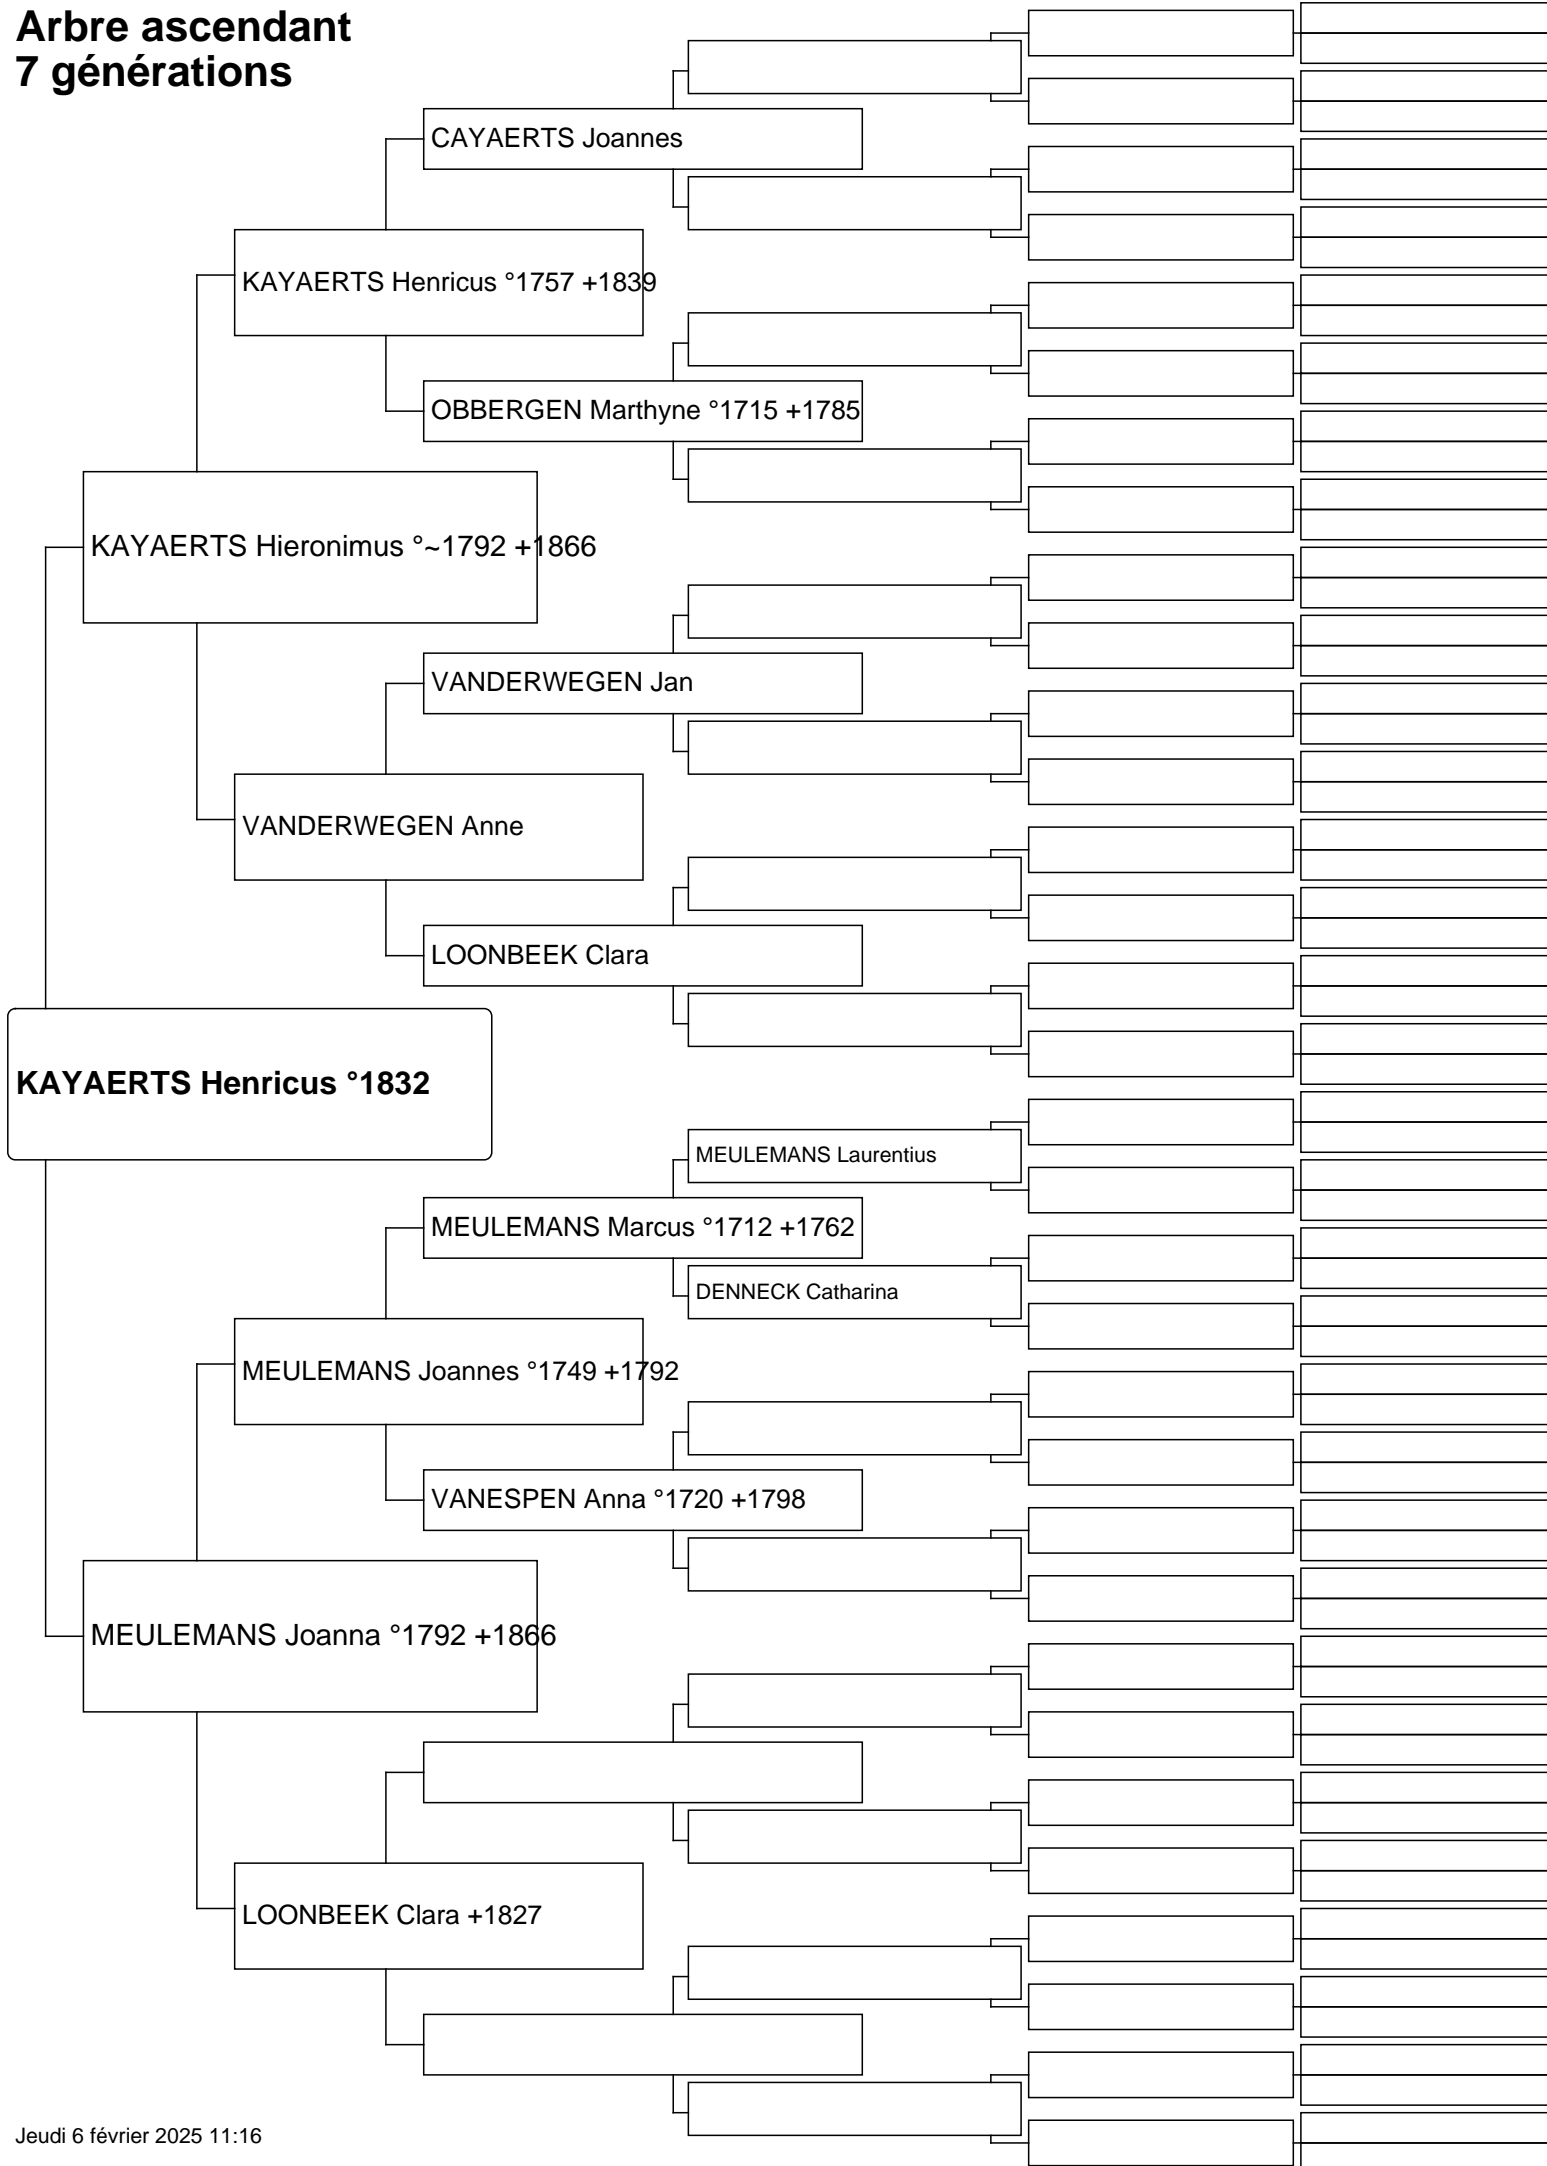 Arbre ascendant
7 générations
CAYAERTS Joannes
KAYAERTS Henricus °1757 +1839
OBBERGEN Marthyne °1715 +1785
KAYAERTS Hieronimus °~1792 +1866
VANDERWEGEN Jan
VANDERWEGEN Anne
LOONBEEK Clara
KAYAERTS Henricus °1832
MEULEMANS Laurentius
MEULEMANS Marcus °1712 +1762
DENNECK Catharina
MEULEMANS Joannes °1749 +1792
VANESPEN Anna °1720 +1798
MEULEMANS Joanna °1792 +1866
LOONBEEK Clara +1827
Jeudi 6 février 2025 11:16